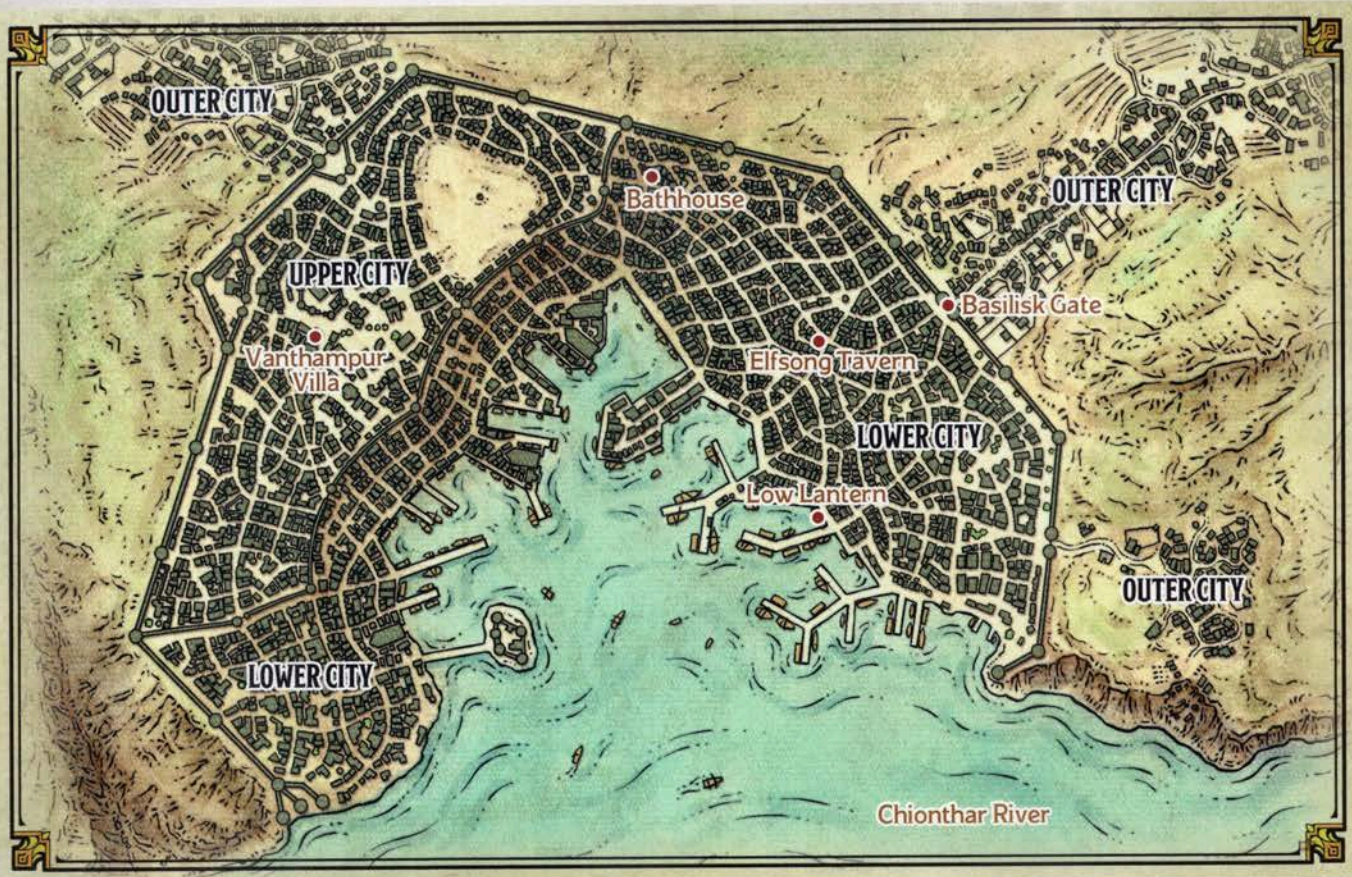 OUTER CITY
Bathhouse
OUTER CITY
UPPER CITY
Basilisk Gate
Vanthampur
Villa
Elfsong Tavern
LOWER CITY
Low Lantern
OUTER CITY
LOWER CITY
Chionthar River